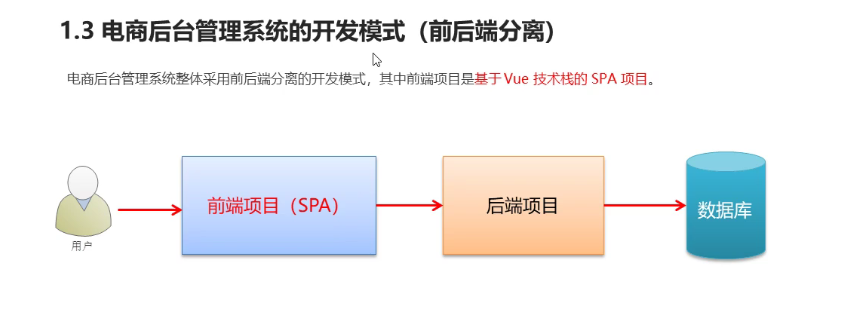 1.3 电商后台管理系统的开发模式（前后端分离）
电商后台管理系统整体采用前后端分离的开发模式，其中前端项目是基于 Vue 技术栈的 SPA 项目。
用户
前端项目（SPA）
后端项目
数据库